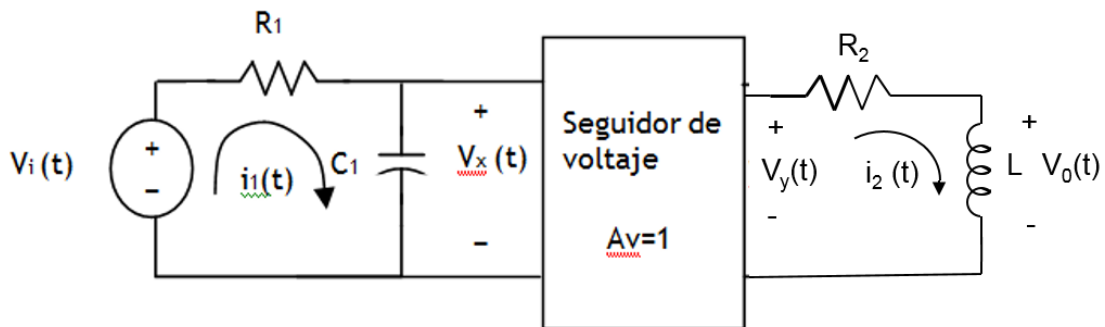 R1
Vi (t)
+
-
i1(t)
C1
+
Vx (t)
-
Seguidor de
voltaje
Av=1
R2
+
Vy(t)
-
i2 (t)
L
+
V0(t)
-